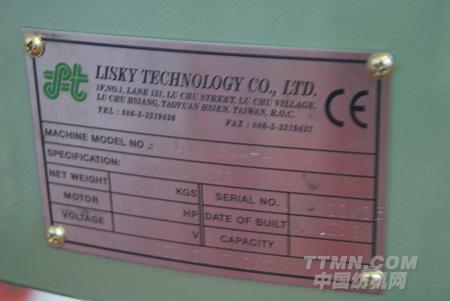 LISKY TECHNOLOGY CO., LTD.
1F,NO.1, LANE 121, LU CHU STREET, LU CHU VILLAGE,
LU CHU HSIANG, TAOYUAN HSIEN, TAIWAN, R.O.C.
TEL : 886-3-3219436 FAX : 886-3-3219437
CE
MACHINE MODEL NO :
SPECIFICATION:
NET WEIGHT KGS SERIAL NO.
MOTOR HP DATE OF BUILT
VOLTAGE V CAPACITY
TTMN.COM
中国纺机网